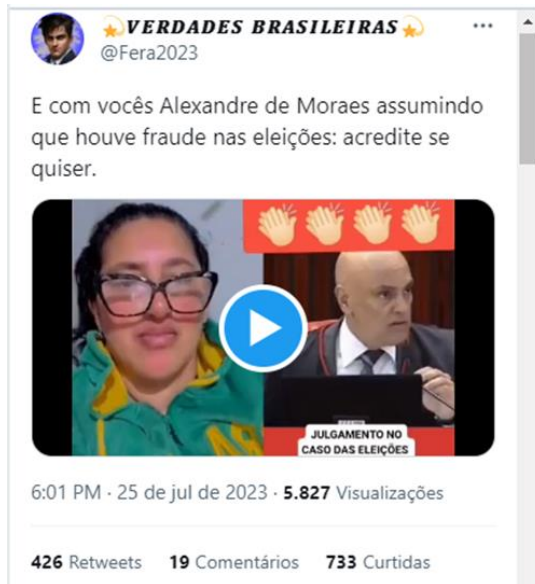 💫VERDADES BRASILEIRAS💫
@Fera2023
E com vocês Alexandre de Moraes assumindo
que houve fraude nas eleições: acredite se
quiser.
JULGAMENTO NO
CASO DAS ELEIÇÕES
6:01 PM · 25 de jul de 2023 · 5.827 Visualizações
426 Retweets 19 Comentários 733 Curtidas